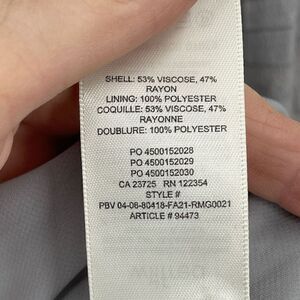 SHELL: 53% VISCOSE, 47%
RAYON
LINING: 100% POLYESTER
COQUILLE: 53% VISCOSE, 47%
RAYONNE
DOUBLURE: 100% POLYESTER
PO 4500152028
PO 4500152029
PO 4500152030
CA 23725 RN 122354
STYLE #
PBV 04-08-80418-FA21-RMG0021
ARTICLE # 94473